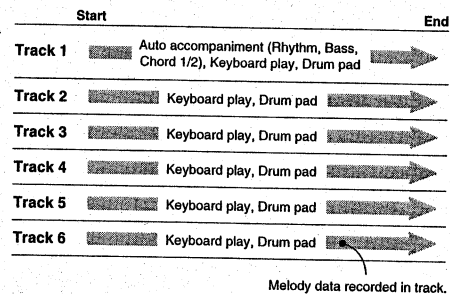 Start End
Track 1 Auto accompaniment (Rhythm, Bass,
Chord 1/2), Keyboard play, Drum pad
Track 2 Keyboard play, Drum pad
Track 3 Keyboard play, Drum pad
Track 4 Keyboard play, Drum pad
Track 5 Keyboard play, Drum pad
Track 6 Keyboard play, Drum pad
Melody data recorded in track.